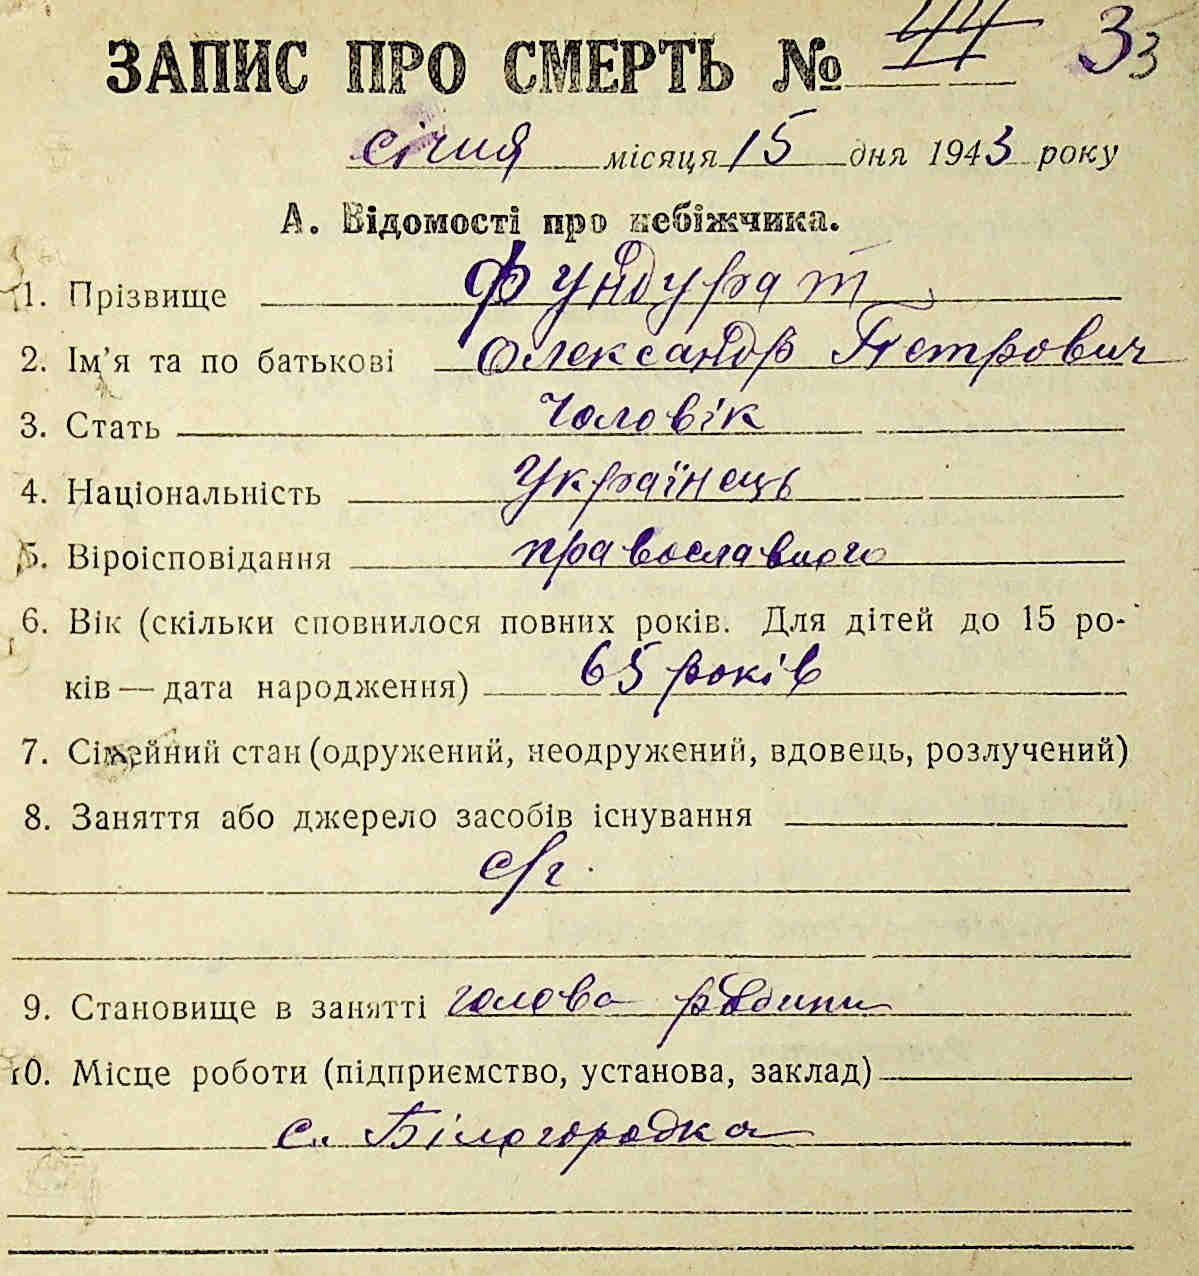 ЗАПИС ПРО СМЕРТЬ № 44 33
січня місяця 15 дня 1943 року
А. Відомості про небіжчика.
1. Прізвище Фундурат
2. Ім’я та по батькові Олександр Петрович
3. Стать Чоловік
4. Національність Українець
5. Віроісповідання православного
6. Вік (скільки сповнилося повних років. Для дітей до 15 ро-
ків — дата народження) 65 років
7. Сімейний стан (одружений, неодружений, вдовець, розлучений)
8. Заняття або джерело засобів існування
с/г.
9. Становище в занятті голова родини
10. Місце роботи (підприємство, установа, заклад)
с. Білогородка